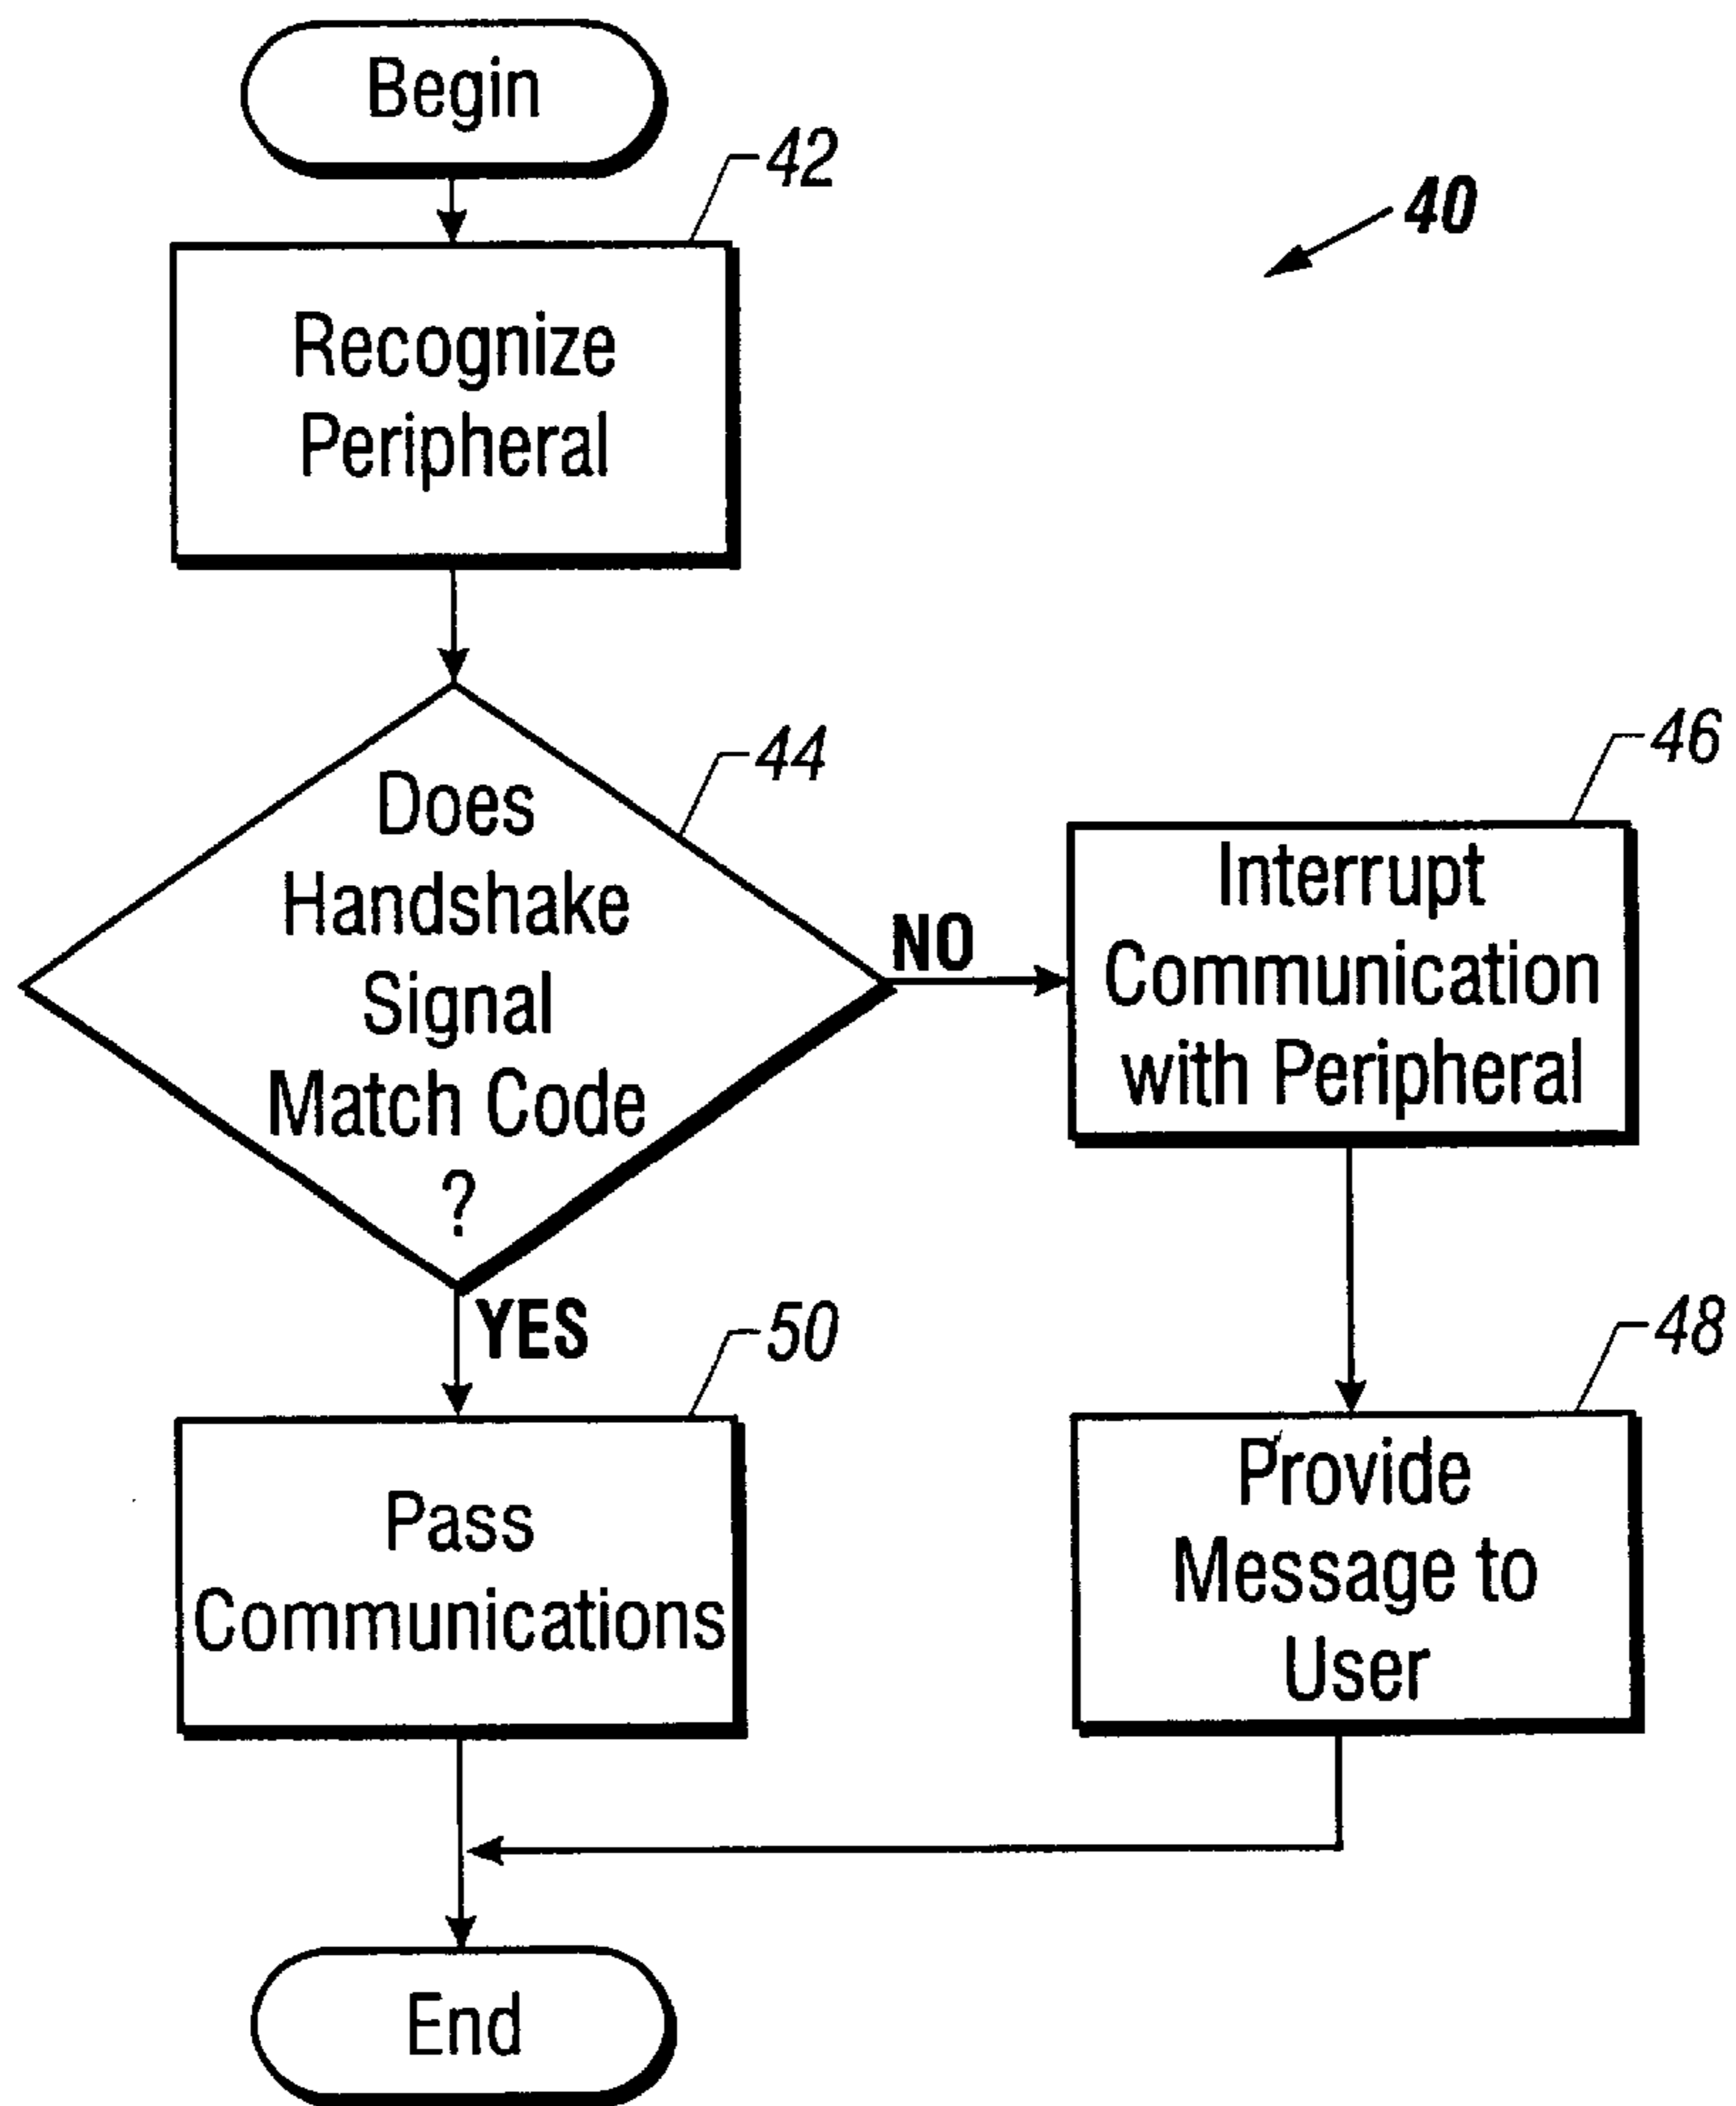 Begin
42
40
Recognize
Peripheral
44
Does
Handshake
Signal
Match Code
?
NO
46
Interrupt
Communication
with Peripheral
YES
50
Pass
Communications
48
Provide
Message to
User
End